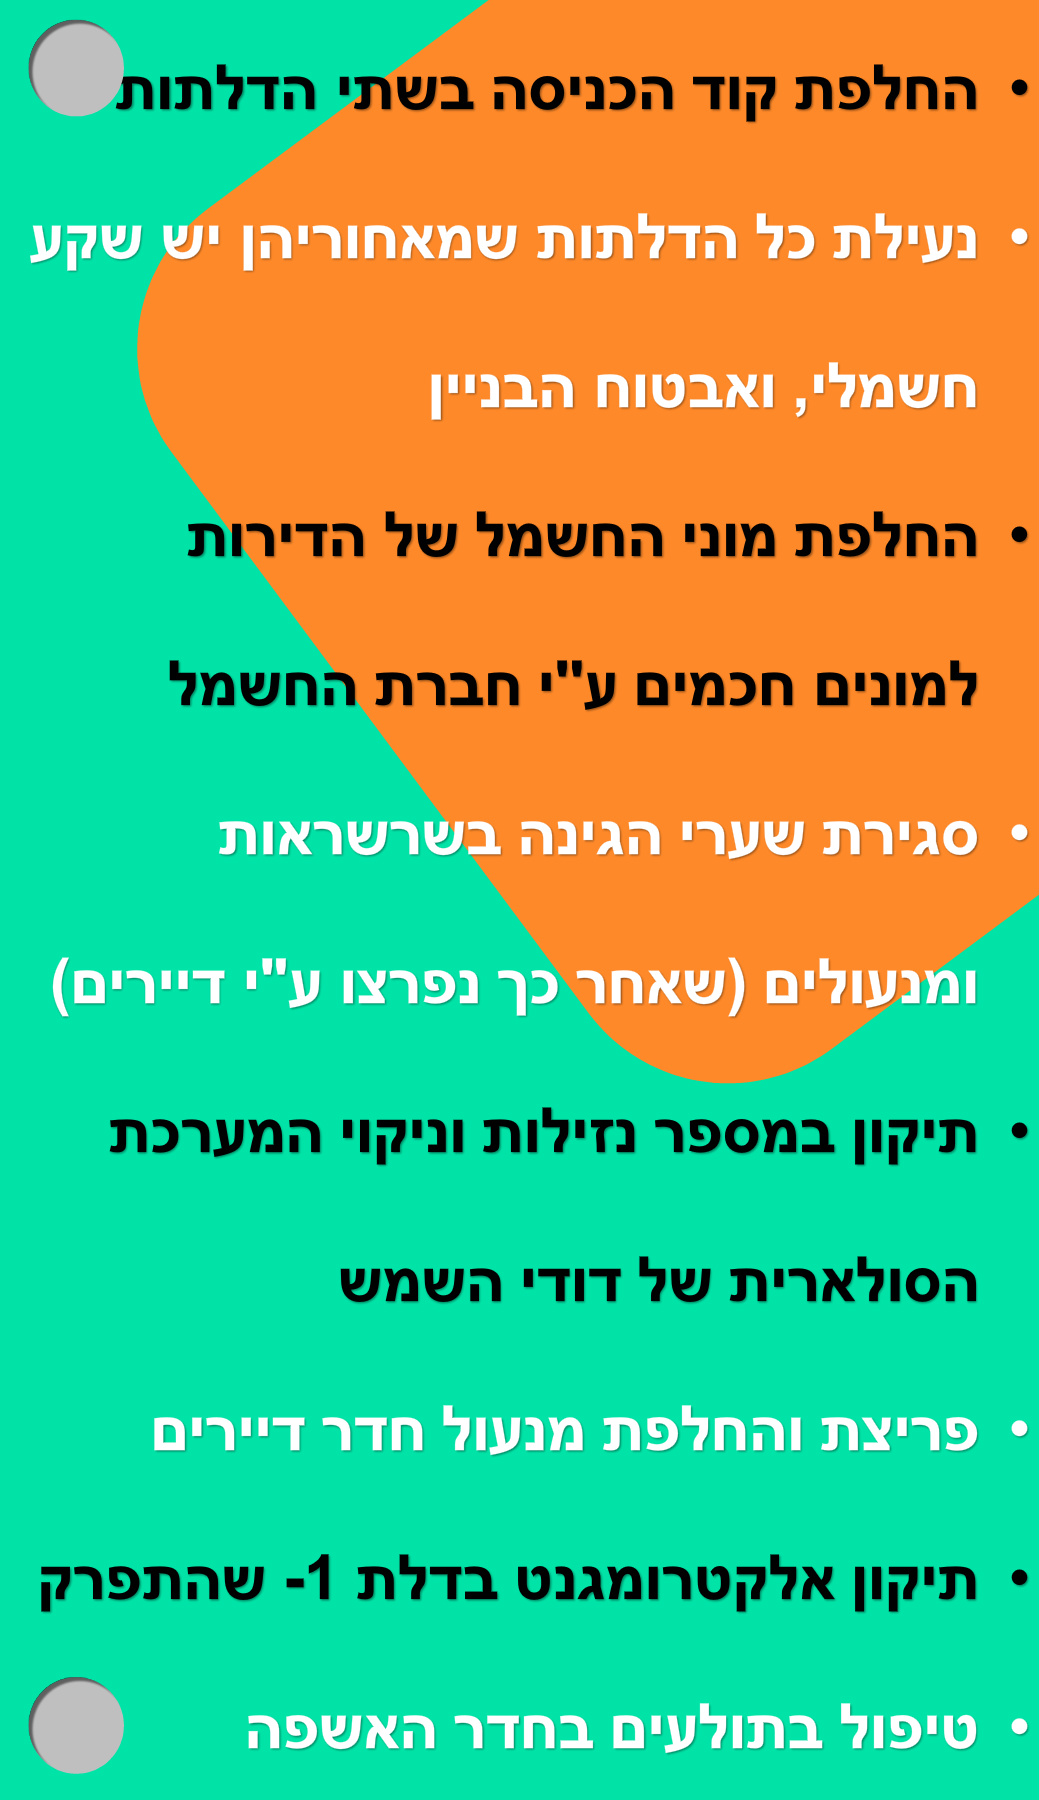 • החלפת קוד הכניסה בשתי הדלתות
• נעילת כל הדלתות שמאחוריהן יש שקע
חשמלי, ואבטוח הבניין
• החלפת מוני החשמל של הדירות
למונים חכמים ע"י חברת החשמל
• סגירת שערי הגינה בשרשראות
ומנעולים (שאחר כך נפרצו ע"י דיירים)
• תיקון במספר נזילות וניקוי המערכת
הסולארית של דודי השמש
• פריצת והחלפת מנעול חדר דיירים
• תיקון אלקטרומגנט בדלת 1- שהתפרק
• טיפול בתולעים בחדר האשפה